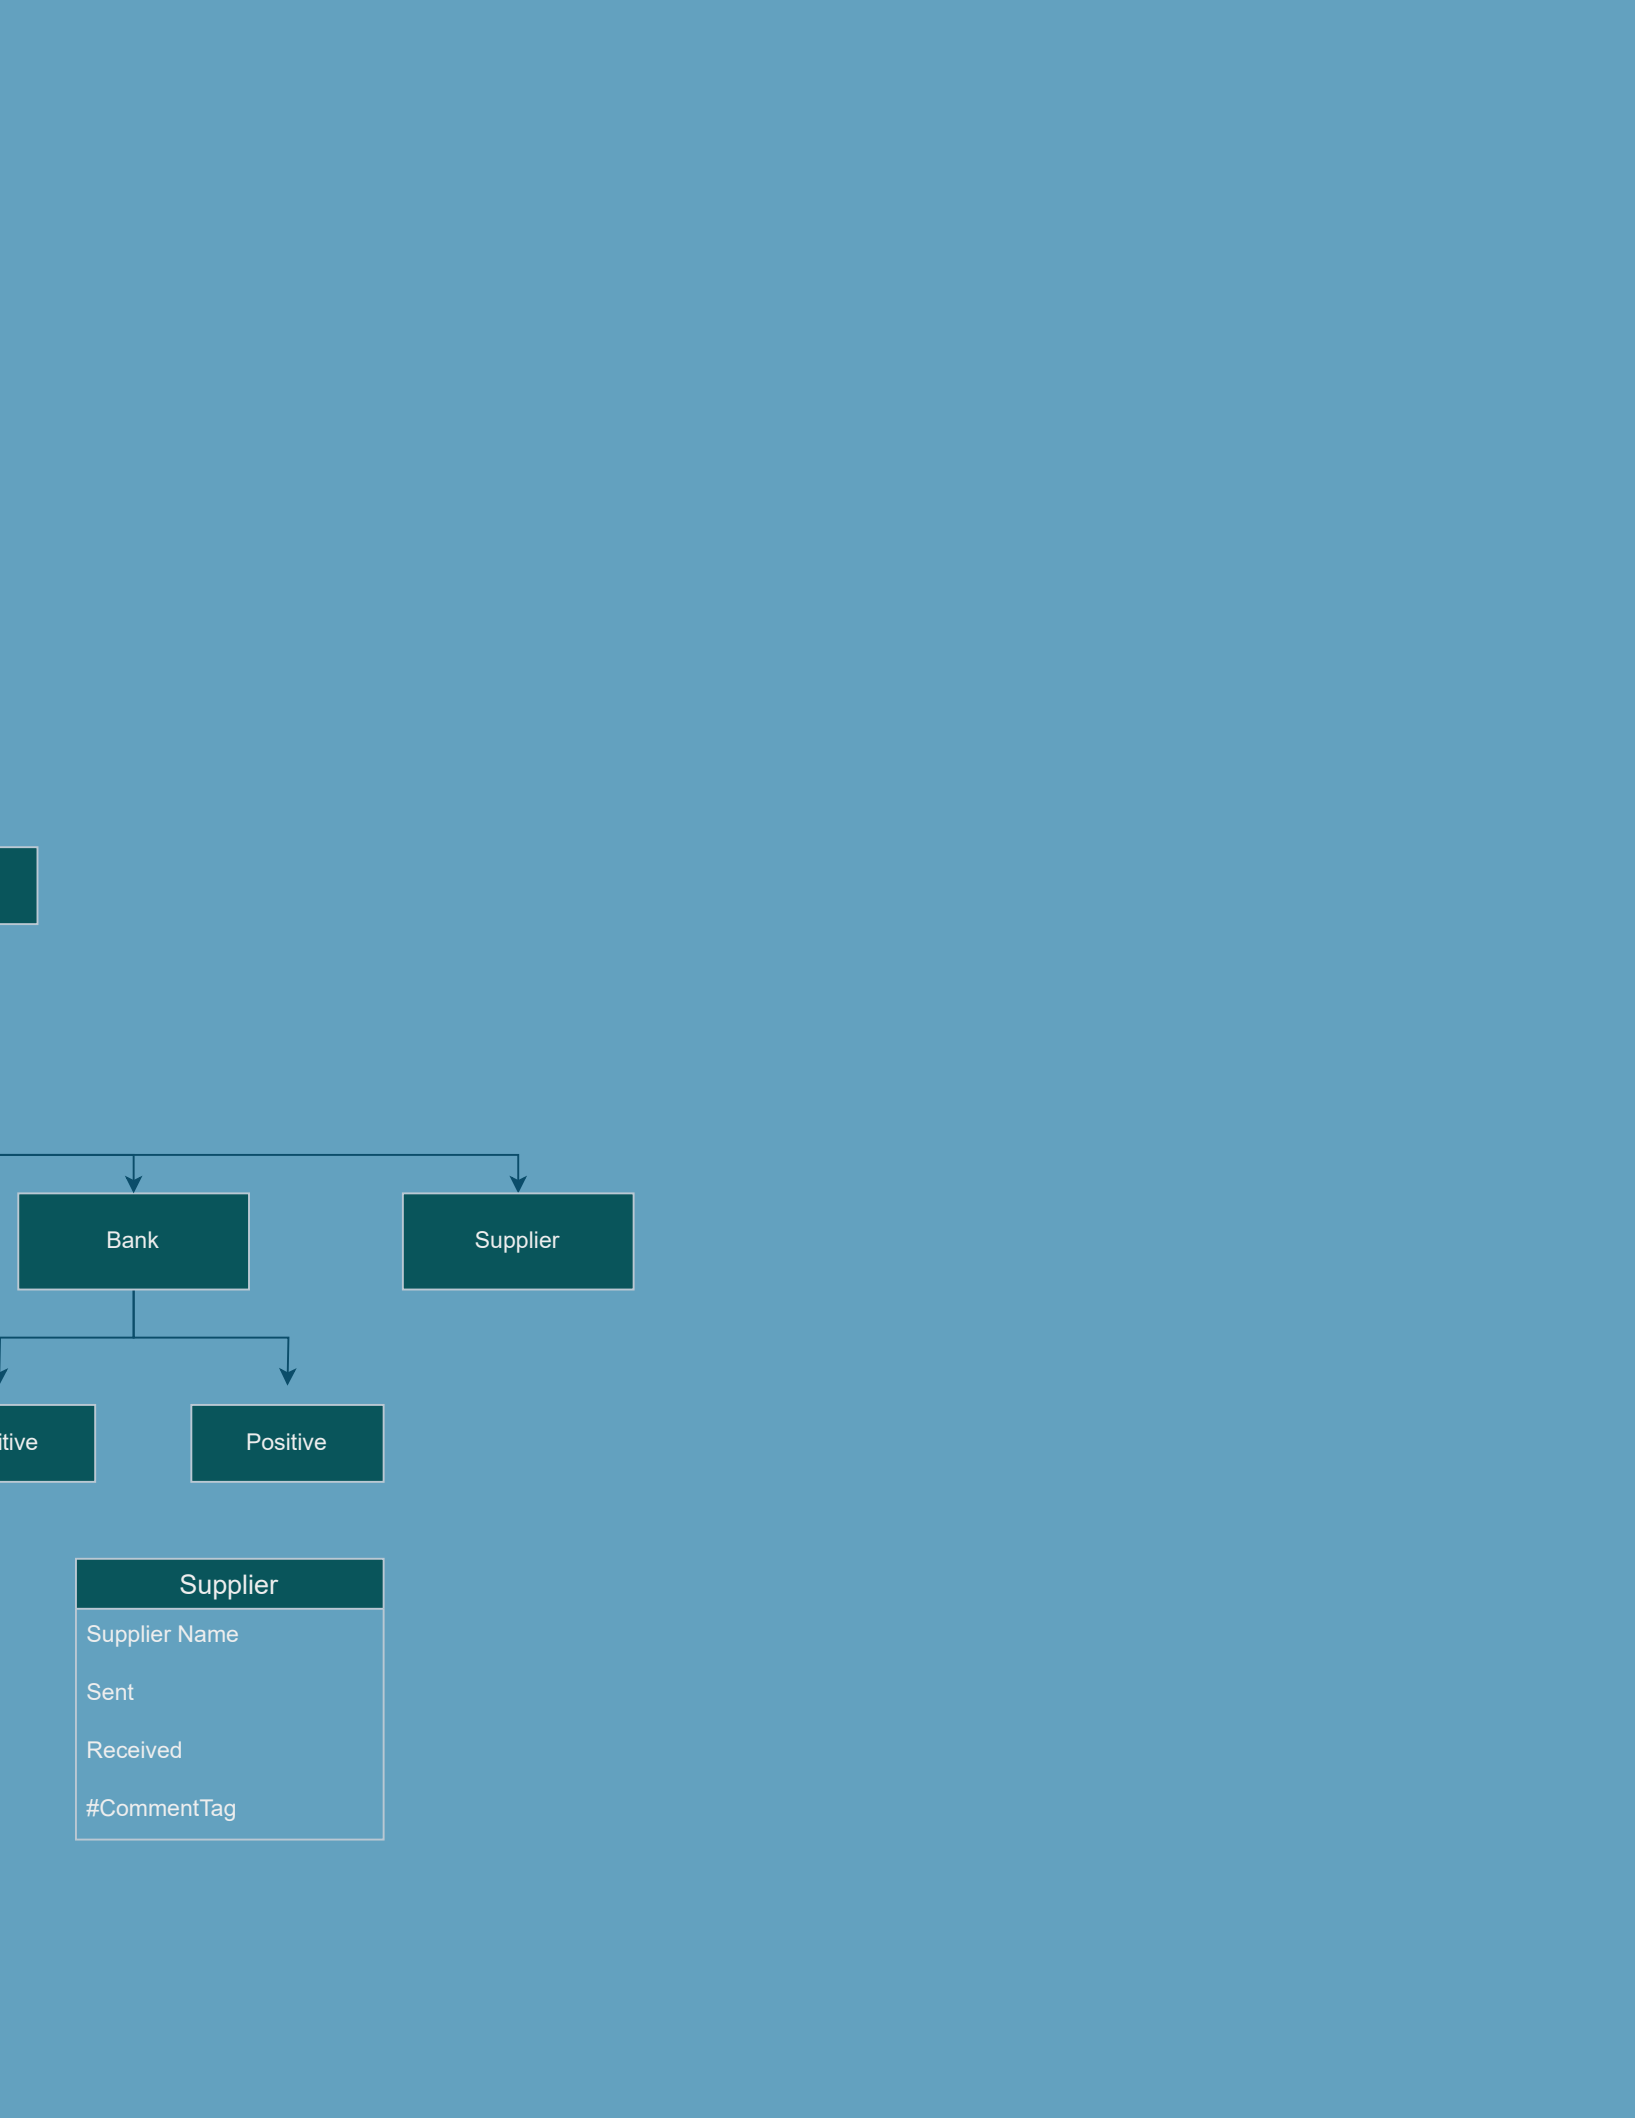 Bank
Supplier
itive
Positive
Supplier
Supplier Name
Sent
Received
#CommentTag